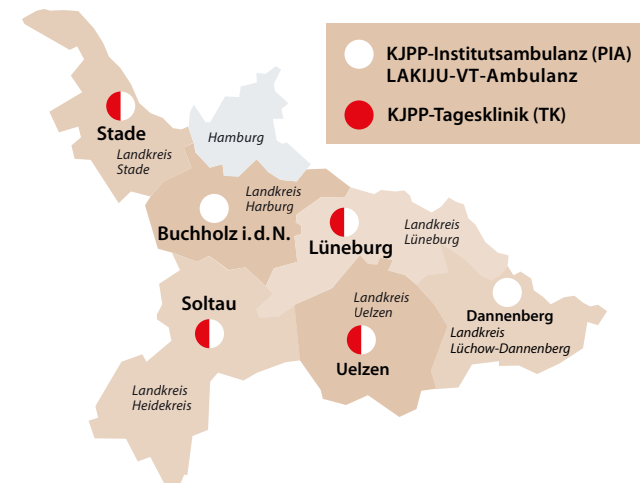 KJPP-Institutsambulanz (PIA)
LAKIJU-VT-Ambulanz
KJPP-Tagesklinik (TK)
Stade
Landkreis
Stade
Hamburg
Landkreis
Harburg
Buchholz i. d. N.
Lüneburg
Landkreis
Lüneburg
Soltau
Landkreis
Uelzen
Uelzen
Dannenberg
Landkreis
Lüchow-Dannenberg
Landkreis
Heidekreis